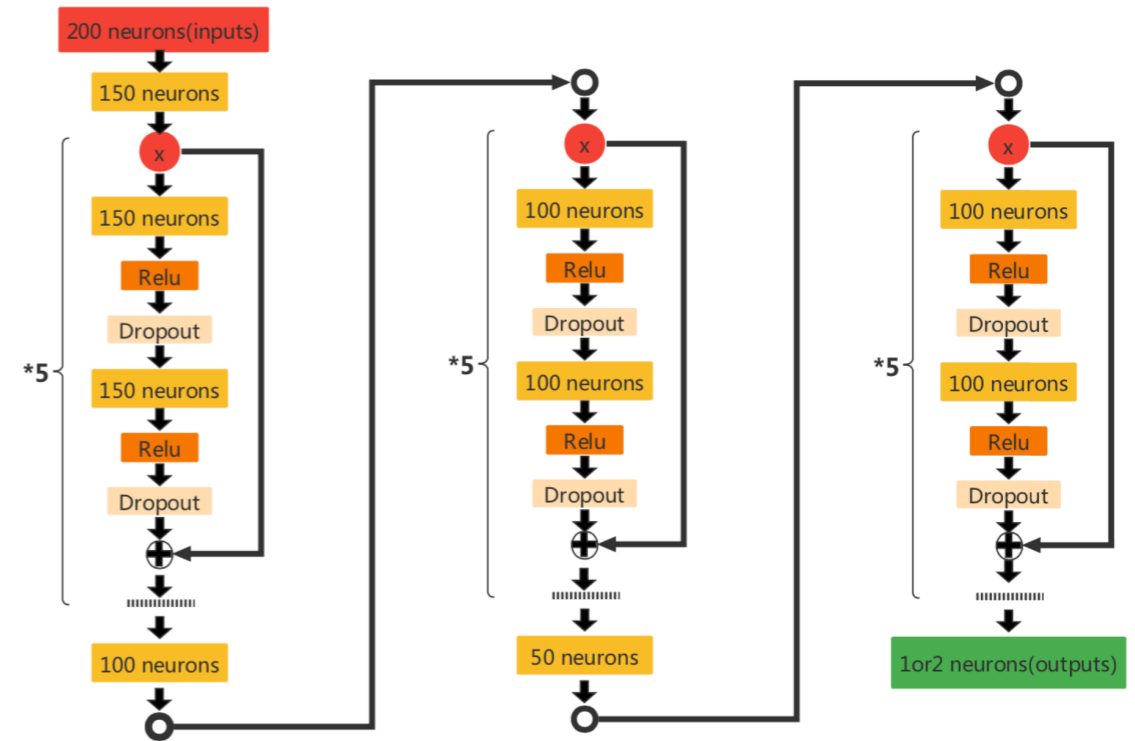 200 neurons(inputs)
150 neurons
x
150 neurons
Relu
Dropout
*5
150 neurons
Relu
Dropout
100 neurons
x
100 neurons
Relu
Dropout
*5
100 neurons
Relu
Dropout
50 neurons
x
100 neurons
Relu
Dropout
*5
100 neurons
Relu
Dropout
1or2 neurons(outputs)